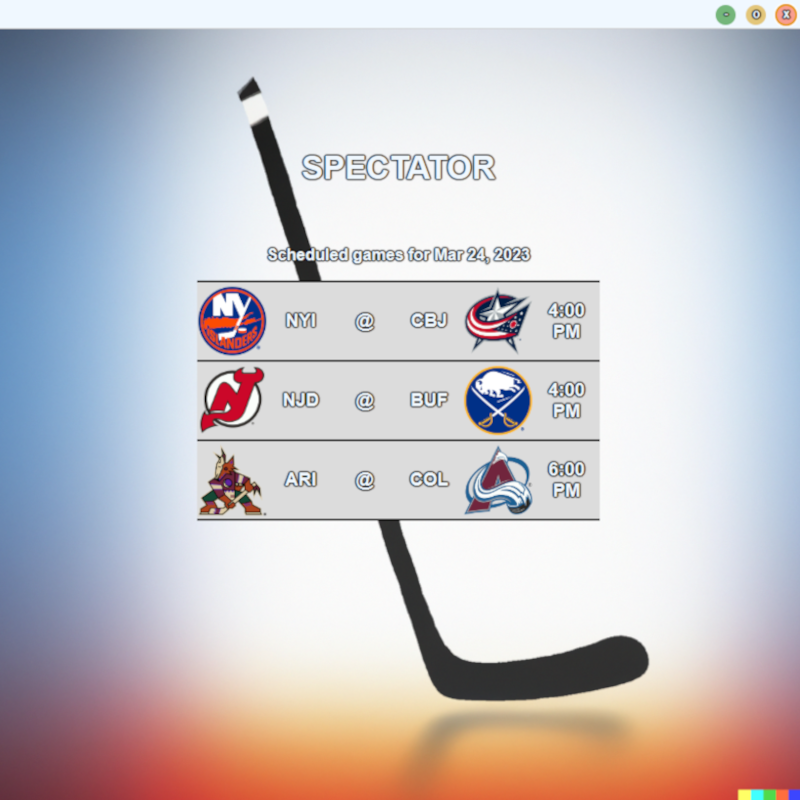 SPECTATOR
Scheduled games for Mar 24, 2023
NY
ISLANDERS
NYI @ CBJ 4:00 PM
NJD @ BUF 4:00 PM
ARI @ COL 6:00 PM